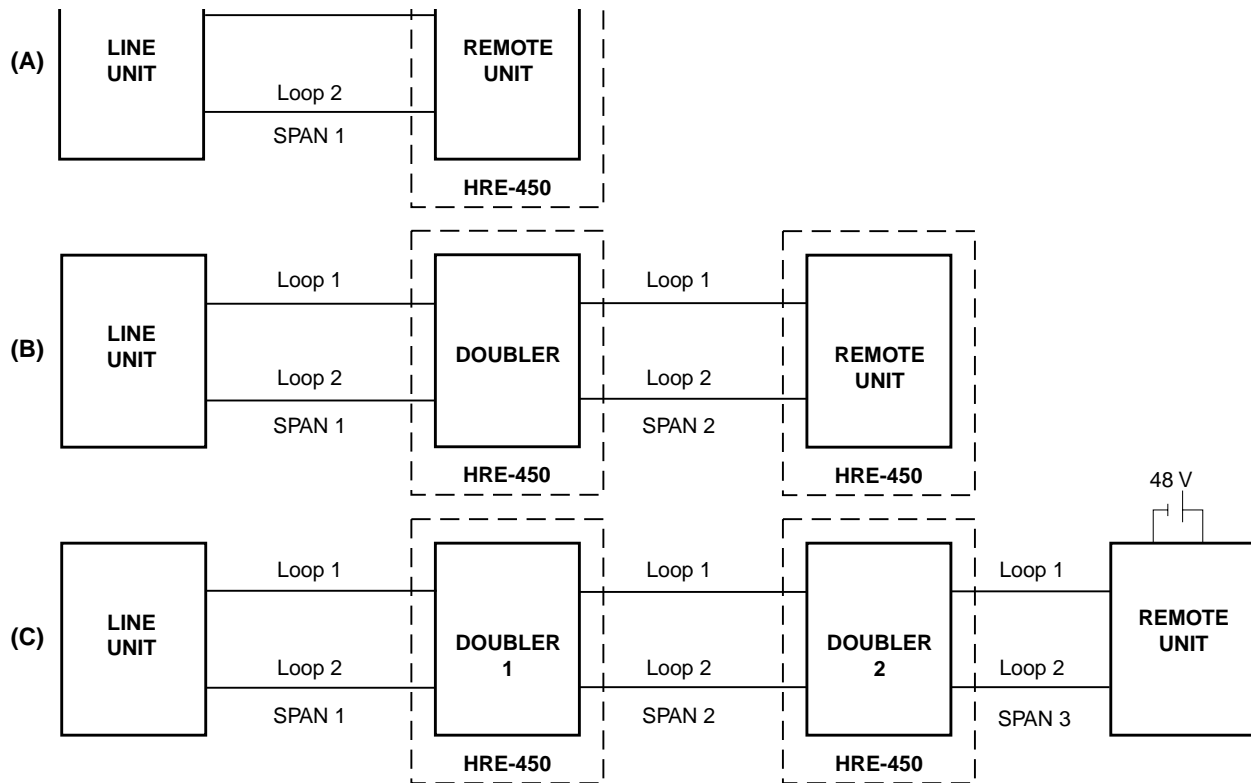 (A)
LINE
UNIT
REMOTE
UNIT
Loop 2
SPAN 1
HRE-450
(B)
LINE
UNIT
Loop 1
Loop 2
SPAN 1
DOUBLER
HRE-450
Loop 1
Loop 2
SPAN 2
REMOTE
UNIT
HRE-450
(C)
LINE
UNIT
Loop 1
Loop 2
SPAN 1
DOUBLER
1
HRE-450
Loop 1
Loop 2
SPAN 2
DOUBLER
2
HRE-450
Loop 1
Loop 2
SPAN 3
48 V
REMOTE
UNIT